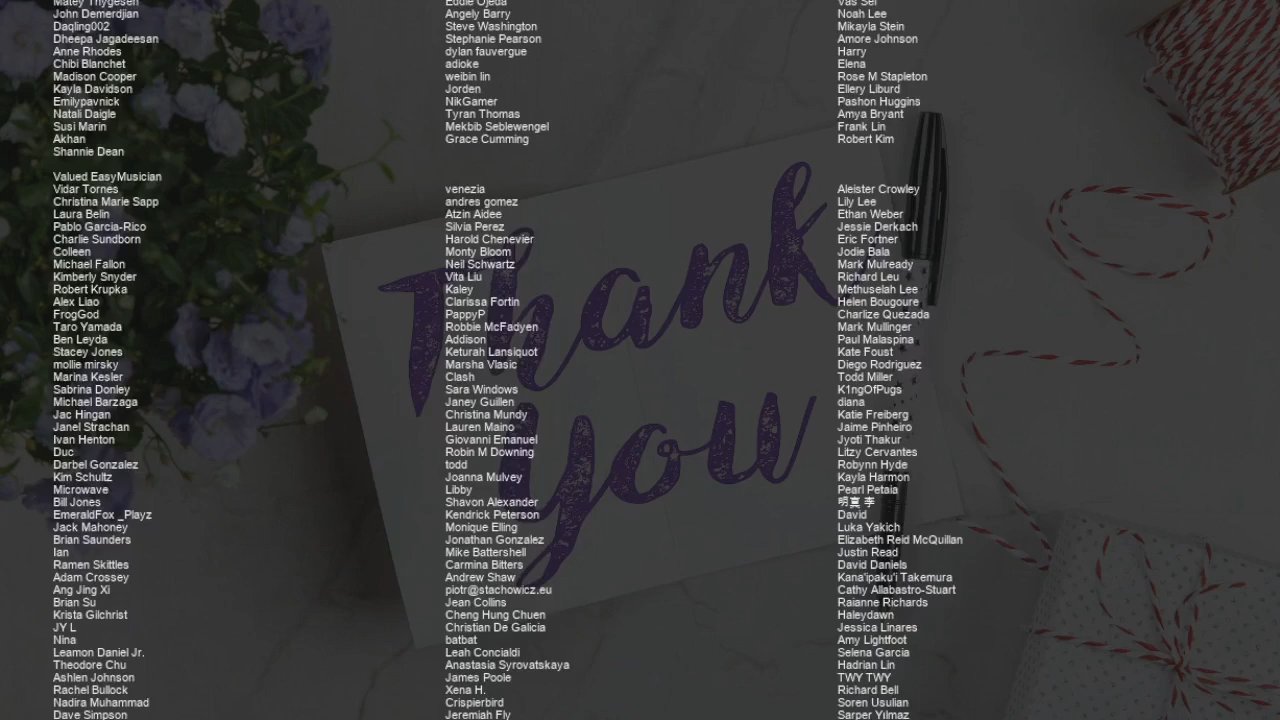 Matey Thygesen
John Demerdjian
Daqling002
Dheepa Jagadeesan
Anne Rhodes
Chibi Blanchet
Madison Cooper
Kayla Davidson
Emilypavnick
Natali Daigle
Susi Marin
Akhan
Shannie Dean
Eddie Ojeda
Angely Barry
Steve Washington
Stephanie Pearson
dylan fauvergue
adioke
weibin lin
Jorden
NikGamer
Tyran Thomas
Mekbib Seblewengel
Grace Cumming
Vas Ser
Noah Lee
Mikayla Stein
Amore Johnson
Harry
Elena
Rose M Stapleton
Ellery Liburd
Pashon Huggins
Amya Bryant
Frank Lin
Robert Kim
Valued EasyMusician
Vidar Tornes
Christina Marie Sapp
Laura Belin
Pablo Garcia-Rico
Charlie Sundborn
Colleen
Michael Fallon
Kimberly Snyder
Robert Krupka
Alex Liao
FrogGod
Taro Yamada
Ben Leyda
Stacey Jones
mollie mirsky
Marina Kesler
Sabrina Donley
Michael Barzaga
Jac Hingan
Janel Strachan
Ivan Henton
Duc
Darbel Gonzalez
Kim Schultz
Microwave
Bill Jones
EmeraldFox _Playz
Jack Mahoney
Brian Saunders
Ian
Ramen Skittles
Adam Crossey
Ang Jing Xi
Brian Su
Krista Gilchrist
JY L
Nina
Leamon Daniel Jr.
Theodore Chu
Ashlen Johnson
Rachel Bullock
Nadira Muhammad
Dave Simpson
venezia
andres gomez
Atzin Aidee
Silvia Perez
Harold Chenevier
Monty Bloom
Neil Schwartz
Vita Liu
Kaley
Clarissa Fortin
PappyP
Robbie McFadyen
Addison
Keturah Lansiquot
Marsha Vlasic
Clash
Sara Windows
Janey Guillen
Christina Mundy
Lauren Maino
Giovanni Emanuel
Robin M Downing
todd
Joanna Mulvey
Libby
Shavon Alexander
Kendrick Peterson
Monique Elling
Jonathan Gonzalez
Mike Battershell
Carmina Bitters
Andrew Shaw
piotr@stachowicz.eu
Jean Collins
Cheng Hung Chuen
Christian De Galicia
batbat
Leah Concialdi
Anastasia Syrovatskaya
James Poole
Xena H.
Crispierbird
Jeremiah Fly
Aleister Crowley
Lily Lee
Ethan Weber
Jessie Derkach
Eric Fortner
Jodie Bala
Mark Mulready
Richard Leu
Methuselah Lee
Helen Bougoure
Charlize Quezada
Mark Mullinger
Paul Malaspina
Kate Foust
Diego Rodriguez
Todd Miller
K1ngOfPugs
diana
Katie Freiberg
Jaime Pinheiro
Jyoti Thakur
Litzy Cervantes
Robynn Hyde
Kayla Harmon
Pearl Petaia
明真 李
David
Luka Yakich
Elizabeth Reid McQuillan
Justin Read
David Daniels
Kana'ipaku'i Takemura
Cathy Allabastro-Stuart
Raianne Richards
Haleydawn
Jessica Linares
Amy Lightfoot
Selena Garcia
Hadrian Lin
TWY TWY
Richard Bell
Soren Usulian
Sarper Yılmaz
Thank
you